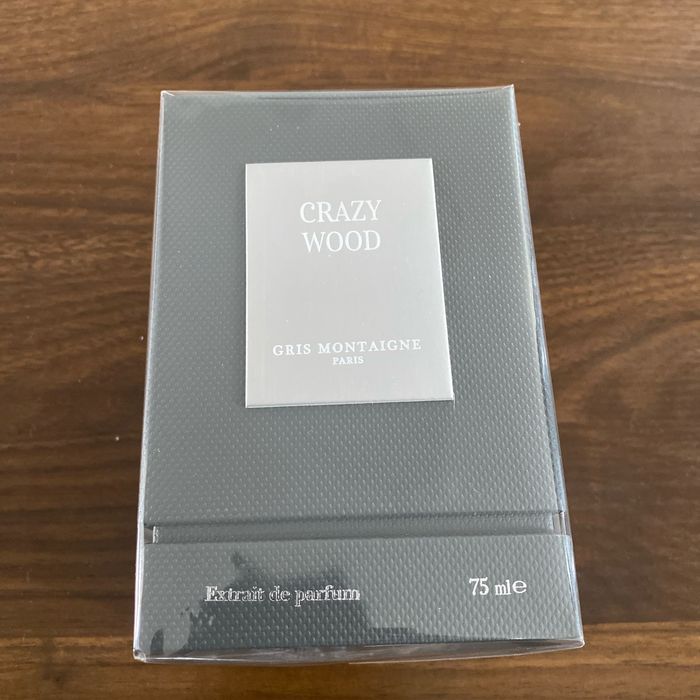 CRAZY
WOOD
GRIS MONTAIGNE
PARIS
Extrait de parfum
75 ml℮